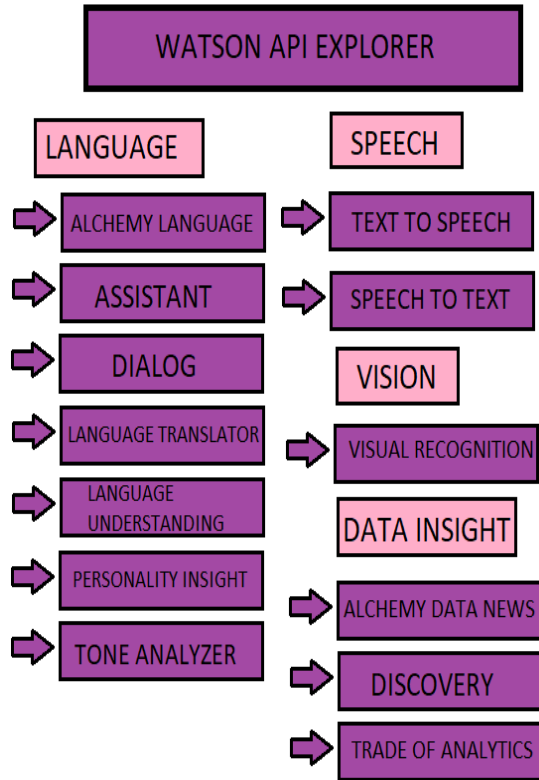 WATSON API EXPLORER
LANGUAGE
ALCHEMY LANGUAGE
ASSISTANT
DIALOG
LANGUAGE TRANSLATOR
LANGUAGE
UNDERSTANDING
PERSONALITY INSIGHT
TONE ANALYZER
SPEECH
TEXT TO SPEECH
SPEECH TO TEXT
VISION
VISUAL RECOGNITION
DATA INSIGHT
ALCHEMY DATA NEWS
DISCOVERY
TRADE OF ANALYTICS